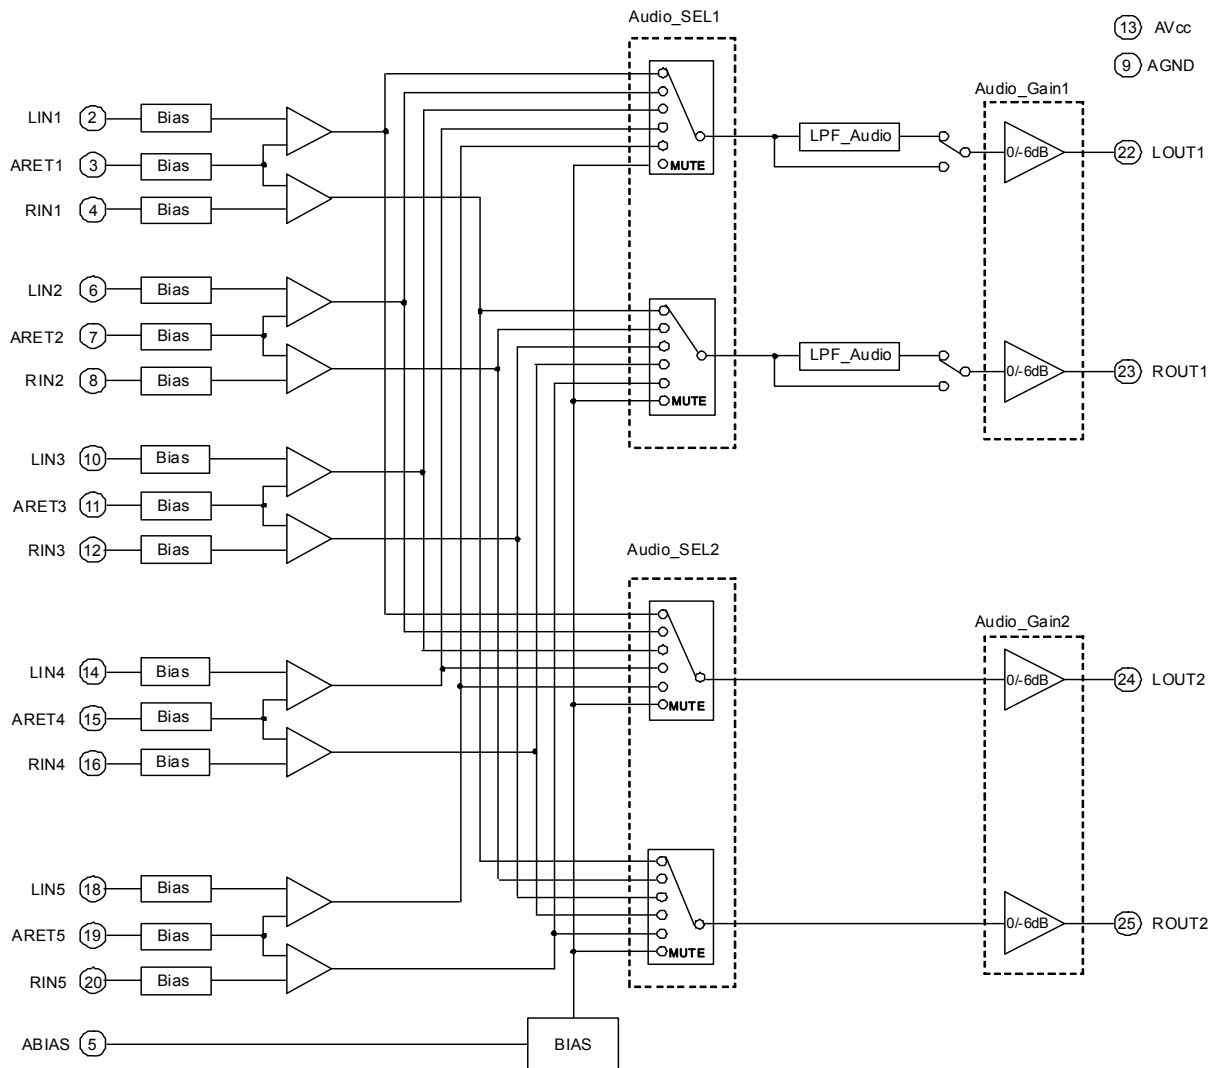 Audio_SEL1
13 AVcc
9 AGND
Audio_Gain1
LIN1 2 Bias
ARET1 3 Bias
RIN1 4 Bias
MUTE
LPF_Audio
0/-6dB
22 LOUT1
LIN2 6 Bias
ARET2 7 Bias
RIN2 8 Bias
MUTE
LPF_Audio
0/-6dB
23 ROUT1
LIN3 10 Bias
ARET3 11 Bias
RIN3 12 Bias
Audio_SEL2
Audio_Gain2
LIN4 14 Bias
ARET4 15 Bias
RIN4 16 Bias
MUTE
0/-6dB
24 LOUT2
LIN5 18 Bias
ARET5 19 Bias
RIN5 20 Bias
MUTE
0/-6dB
25 ROUT2
ABIAS 5 BIAS